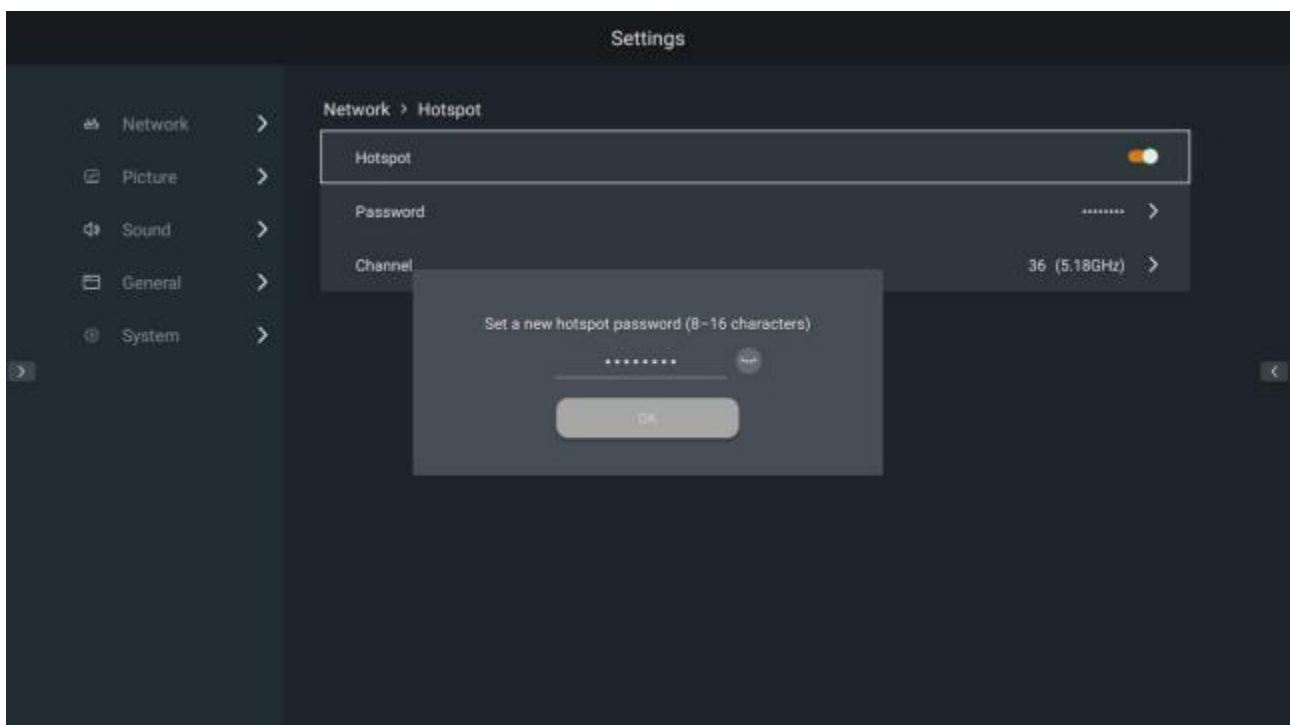 Settings
Network
Picture
Sound
General
System
Network > Hotspot
Hotspot
Password ········
Channel 36 (5.18GHz)
Set a new hotspot password (8-16 characters)
········
OK